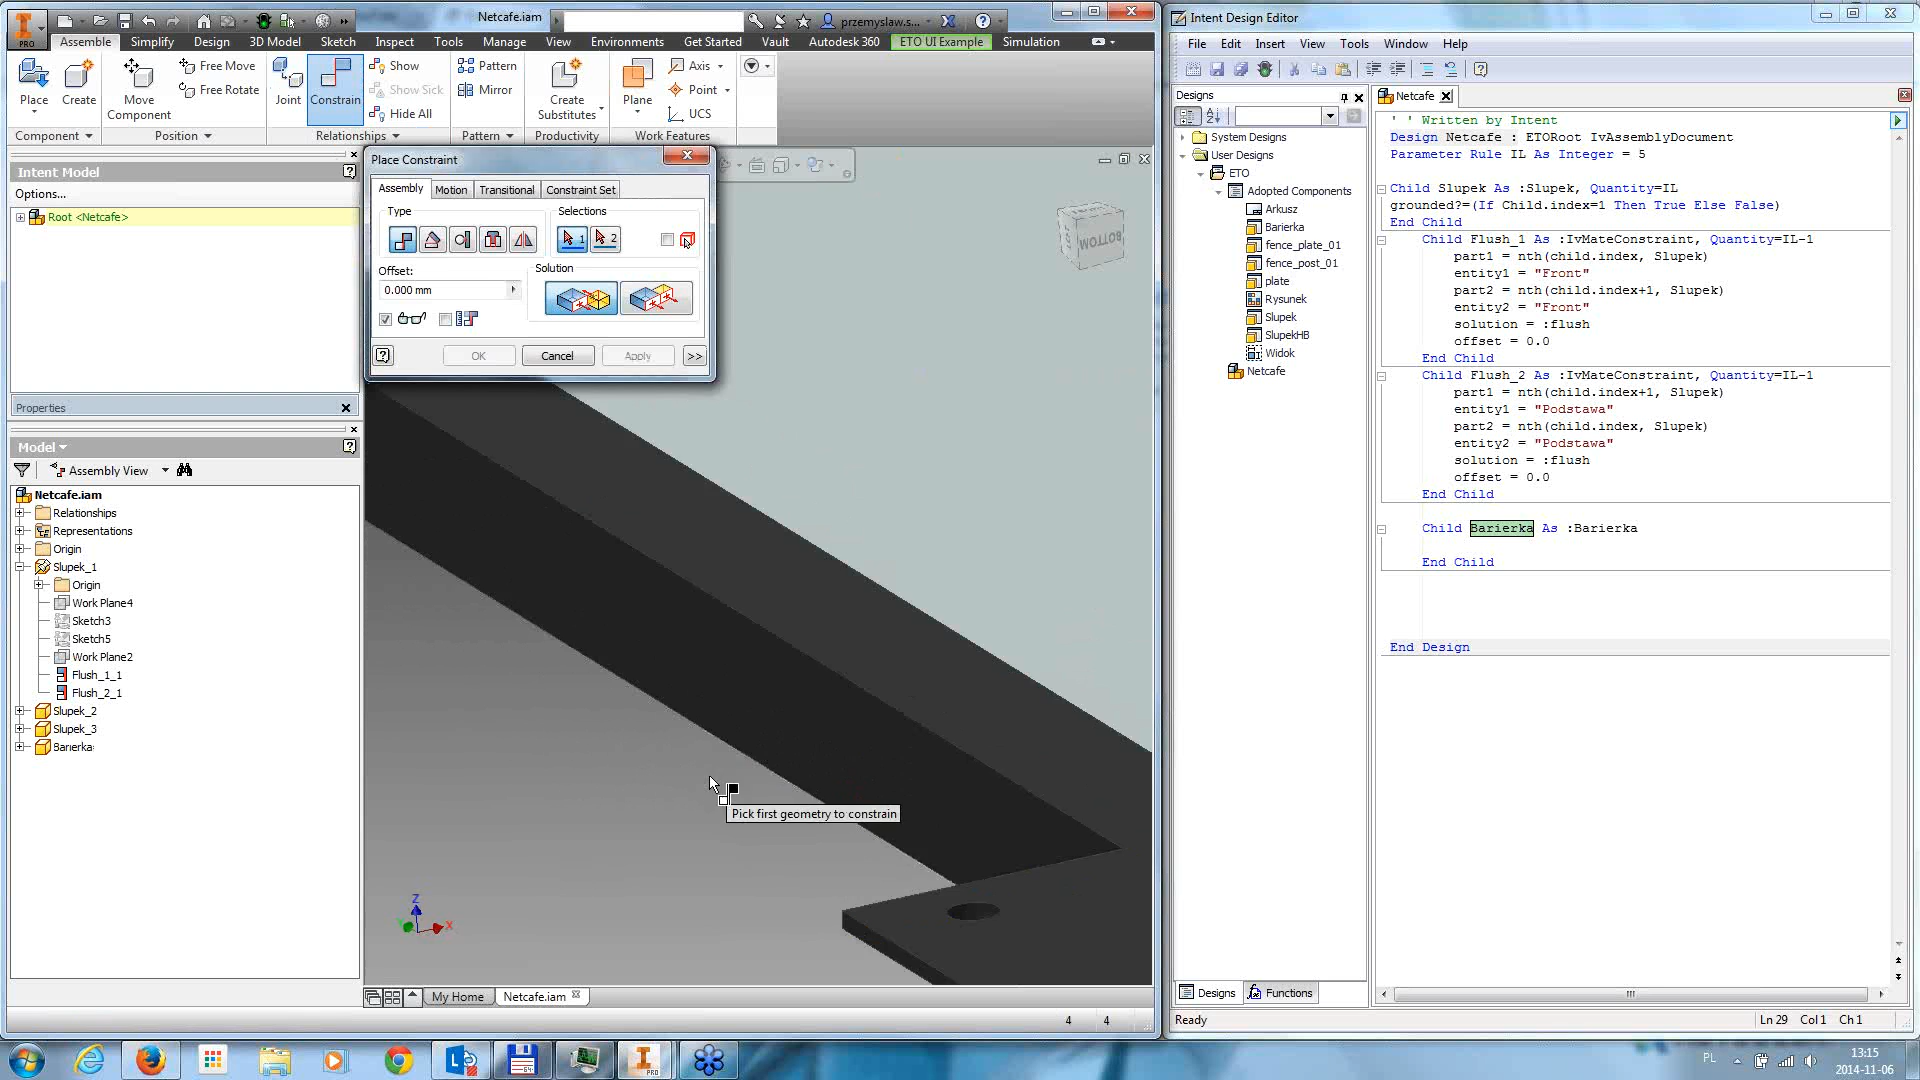 Netcafe.iam
przemyslaw.s...
PRO
Assemble Simplify Design 3D Model Sketch Inspect Tools Manage View Environments Get Started Vault Autodesk 360 ETO UI Example Simulation
Place
Create
Move Component
Free Move
Free Rotate
Joint
Constrain
Show
Show Sick
Hide All
Pattern
Mirror
Create Substitutes
Plane
Axis
Point
UCS
Component Position Relationships Pattern Productivity Work Features
Intent Model
Options...
Root <Netcafe>
Properties
Model
Assembly View
Netcafe.iam
Relationships
Representations
Origin
Slupek_1
Origin
Work Plane4
Sketch3
Sketch5
Work Plane2
Flush_1_1
Flush_2_1
Slupek_2
Slupek_3
Barierka
Place Constraint
Assembly Motion Transitional Constraint Set
Type
Selections
1 2
Offset:
0.000 mm
Solution
OK Cancel Apply >>
BOTTOM
Pick first geometry to constrain
Z
Y
X
My Home Netcafe.iam
4 4
Intent Design Editor
File Edit Insert View Tools Window Help
Designs
System Designs
User Designs
ETO
Adopted Components
Arkusz
Barierka
fence_plate_01
fence_post_01
plate
Rysunek
Slupek
SlupekHB
Widok
Netcafe
Designs Functions
Netcafe
' ' Written by Intent
Design Netcafe : ETORoot IvAssemblyDocument
Parameter Rule IL As Integer = 5
Child Slupek As :Slupek, Quantity=IL
grounded?=(If Child.index=1 Then True Else False)
End Child
Child Flush_1 As :IvMateConstraint, Quantity=IL-1
part1 = nth(child.index, Slupek)
entity1 = "Front"
part2 = nth(child.index+1, Slupek)
entity2 = "Front"
solution = :flush
offset = 0.0
End Child
Child Flush_2 As :IvMateConstraint, Quantity=IL-1
part1 = nth(child.index+1, Slupek)
entity1 = "Podstawa"
part2 = nth(child.index, Slupek)
entity2 = "Podstawa"
solution = :flush
offset = 0.0
End Child
Child Barierka As :Barierka
End Child
End Design
Ready
Ln 29 Col 1 Ch 1
PRO
PL
13:15
2014-11-06